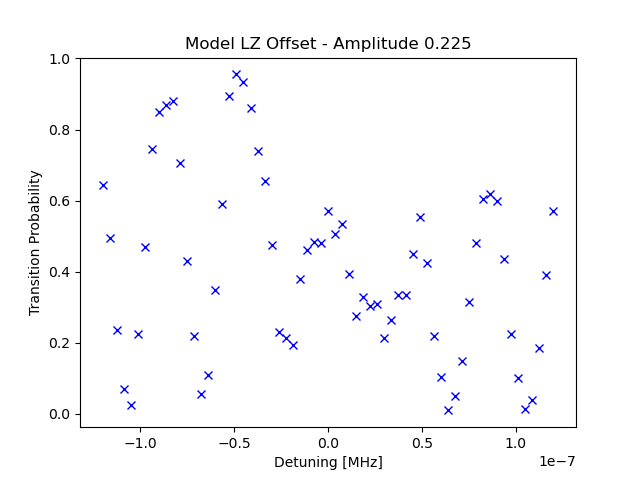 Model LZ Offset - Amplitude 0.225
Transition Probability
1.0
0.8
0.6
0.4
0.2
0.0
−1.0 −0.5 0.0 0.5 1.0
1e−7
Detuning [MHz]